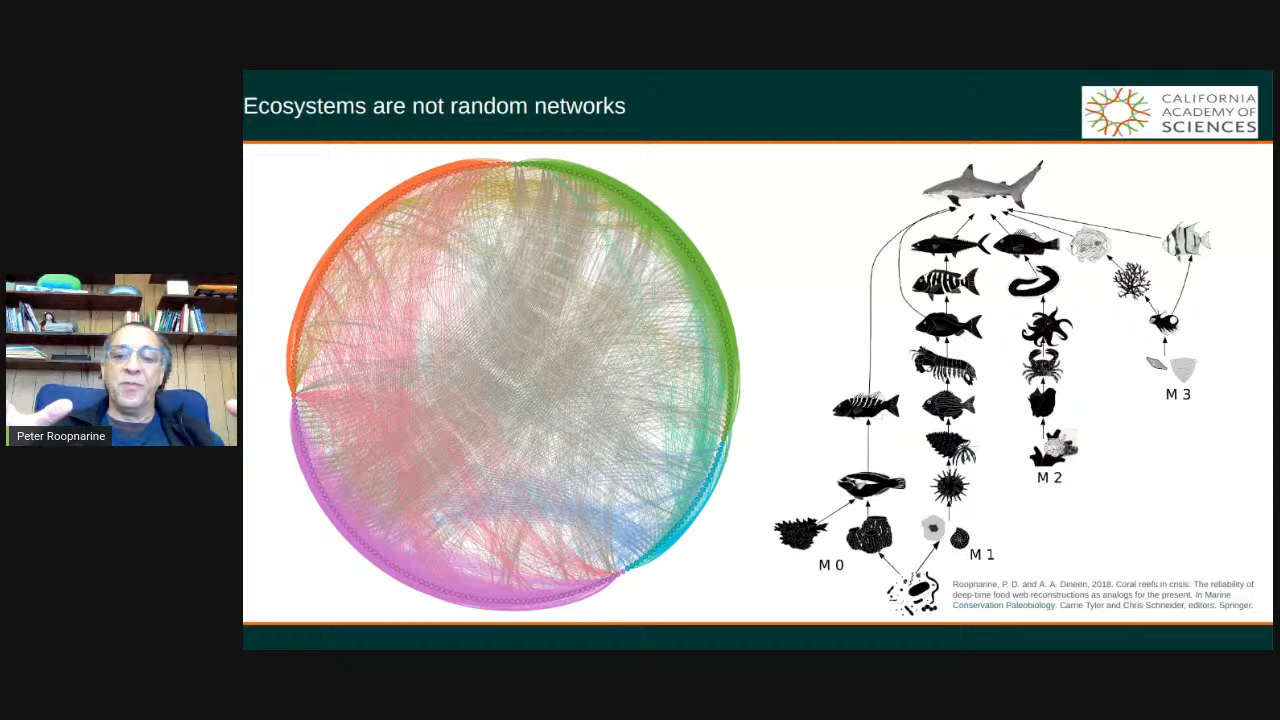 Ecosystems are not random networks
CALIFORNIA
ACADEMY OF
SCIENCES
Peter Roopnarine
M 3
M 2
M 1
M 0
Roopnarine, P. D. and A. A. Dineen, 2018. Coral reefs in crisis: The reliability of
deep-time food web reconstructions as analogs for the present. In Marine
Conservation Paleobiology. Carrie Tyler and Chris Schneider, editors. Springer.